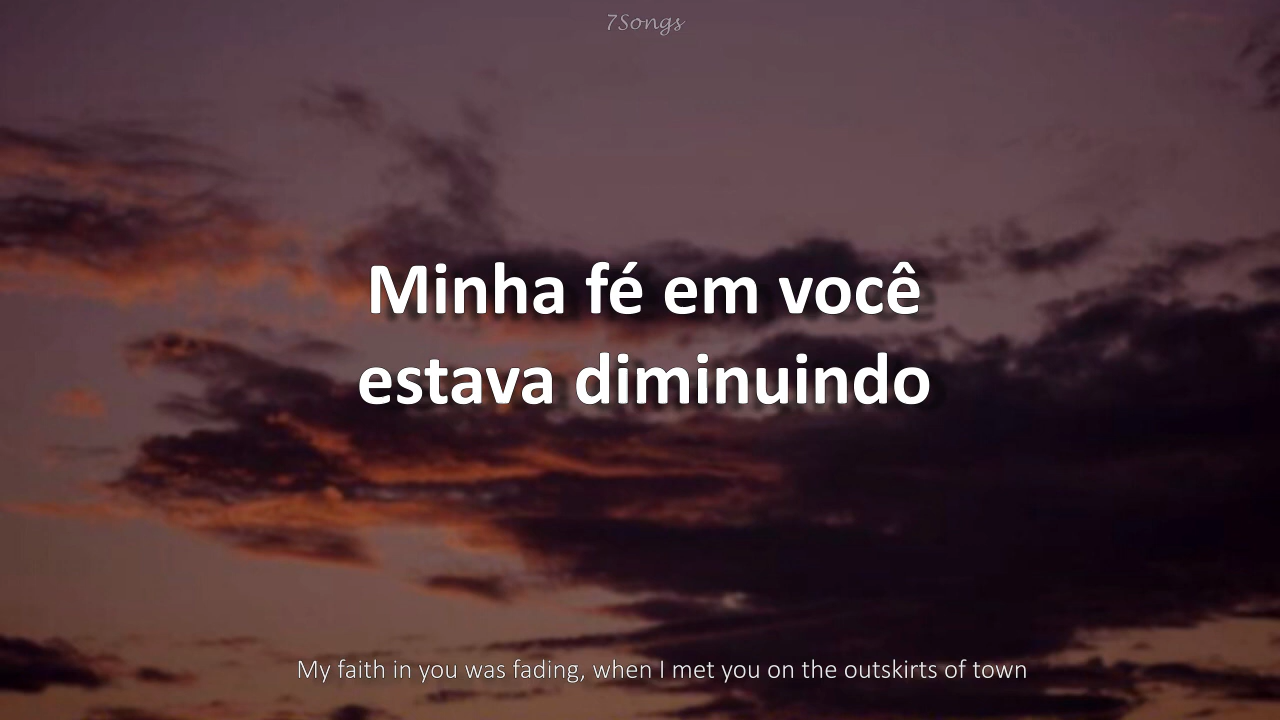 7Songs
Minha fé em você
estava diminuindo
My faith in you was fading, when I met you on the outskirts of town